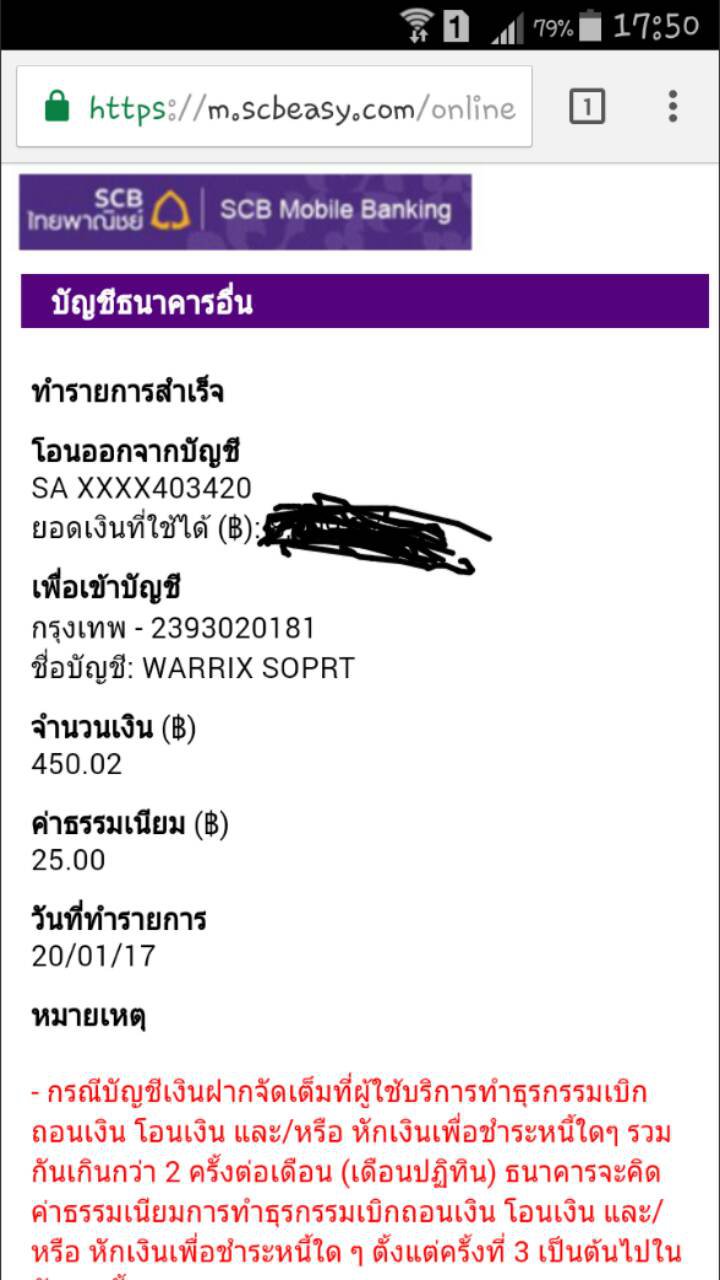 1 79% 17:50
https://m.scbeasy.com/online 1
SCB
ไทยพาณิชย์ SCB Mobile Banking
บัญชีธนาคารอื่น
ทำรายการสำเร็จ
โอนออกจากบัญชี
SA XXXX403420
ยอดเงินที่ใช้ได้ (฿):
เพื่อเข้าบัญชี
กรุงเทพ - 2393020181
ชื่อบัญชี: WARRIX SOPRT
จำนวนเงิน (฿)
450.02
ค่าธรรมเนียม (฿)
25.00
วันที่ทำรายการ
20/01/17
หมายเหตุ
- กรณีบัญชีเงินฝากจัดเต็มที่ผู้ใช้บริการทำธุรกรรมเบิก
ถอนเงิน โอนเงิน และ/หรือ หักเงินเพื่อชำระหนี้ใดๆ รวม
กันเกินกว่า 2 ครั้งต่อเดือน (เดือนปฏิทิน) ธนาคารจะคิด
ค่าธรรมเนียมการทำธุรกรรมเบิกถอนเงิน โอนเงิน และ/
หรือ หักเงินเพื่อชำระหนี้ใด ๆ ตั้งแต่ครั้งที่ 3 เป็นต้นไปใน